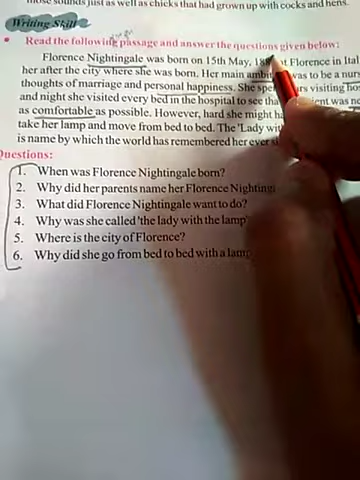 those sounds just as well as chicks that had grown up with cocks and hens.
Writing Skill
• Read the following passage and answer the questions given below:
Florence Nightingale was born on 15th May, at Florence in Ital
her after the city where she was born. Her main ambit was to be a nur
thoughts of marriage and personal happiness. She spe rs visiting hos
and night she visited every bed in the hospital to see tha ient was
as comfortable as possible. However, hard she might ha
take her lamp and move from bed to bed. The 'Lady wit
is name by which the world has remembered her ever
Questions:
1. When was Florence Nightingale born?
2. Why did her parents name her Florence Nighting
3. What did Florence Nightingale want to do?
4. Why was she called 'the lady with the lamp'
5. Where is the city of Florence?
6. Why did she go from bed to bed with a lamp